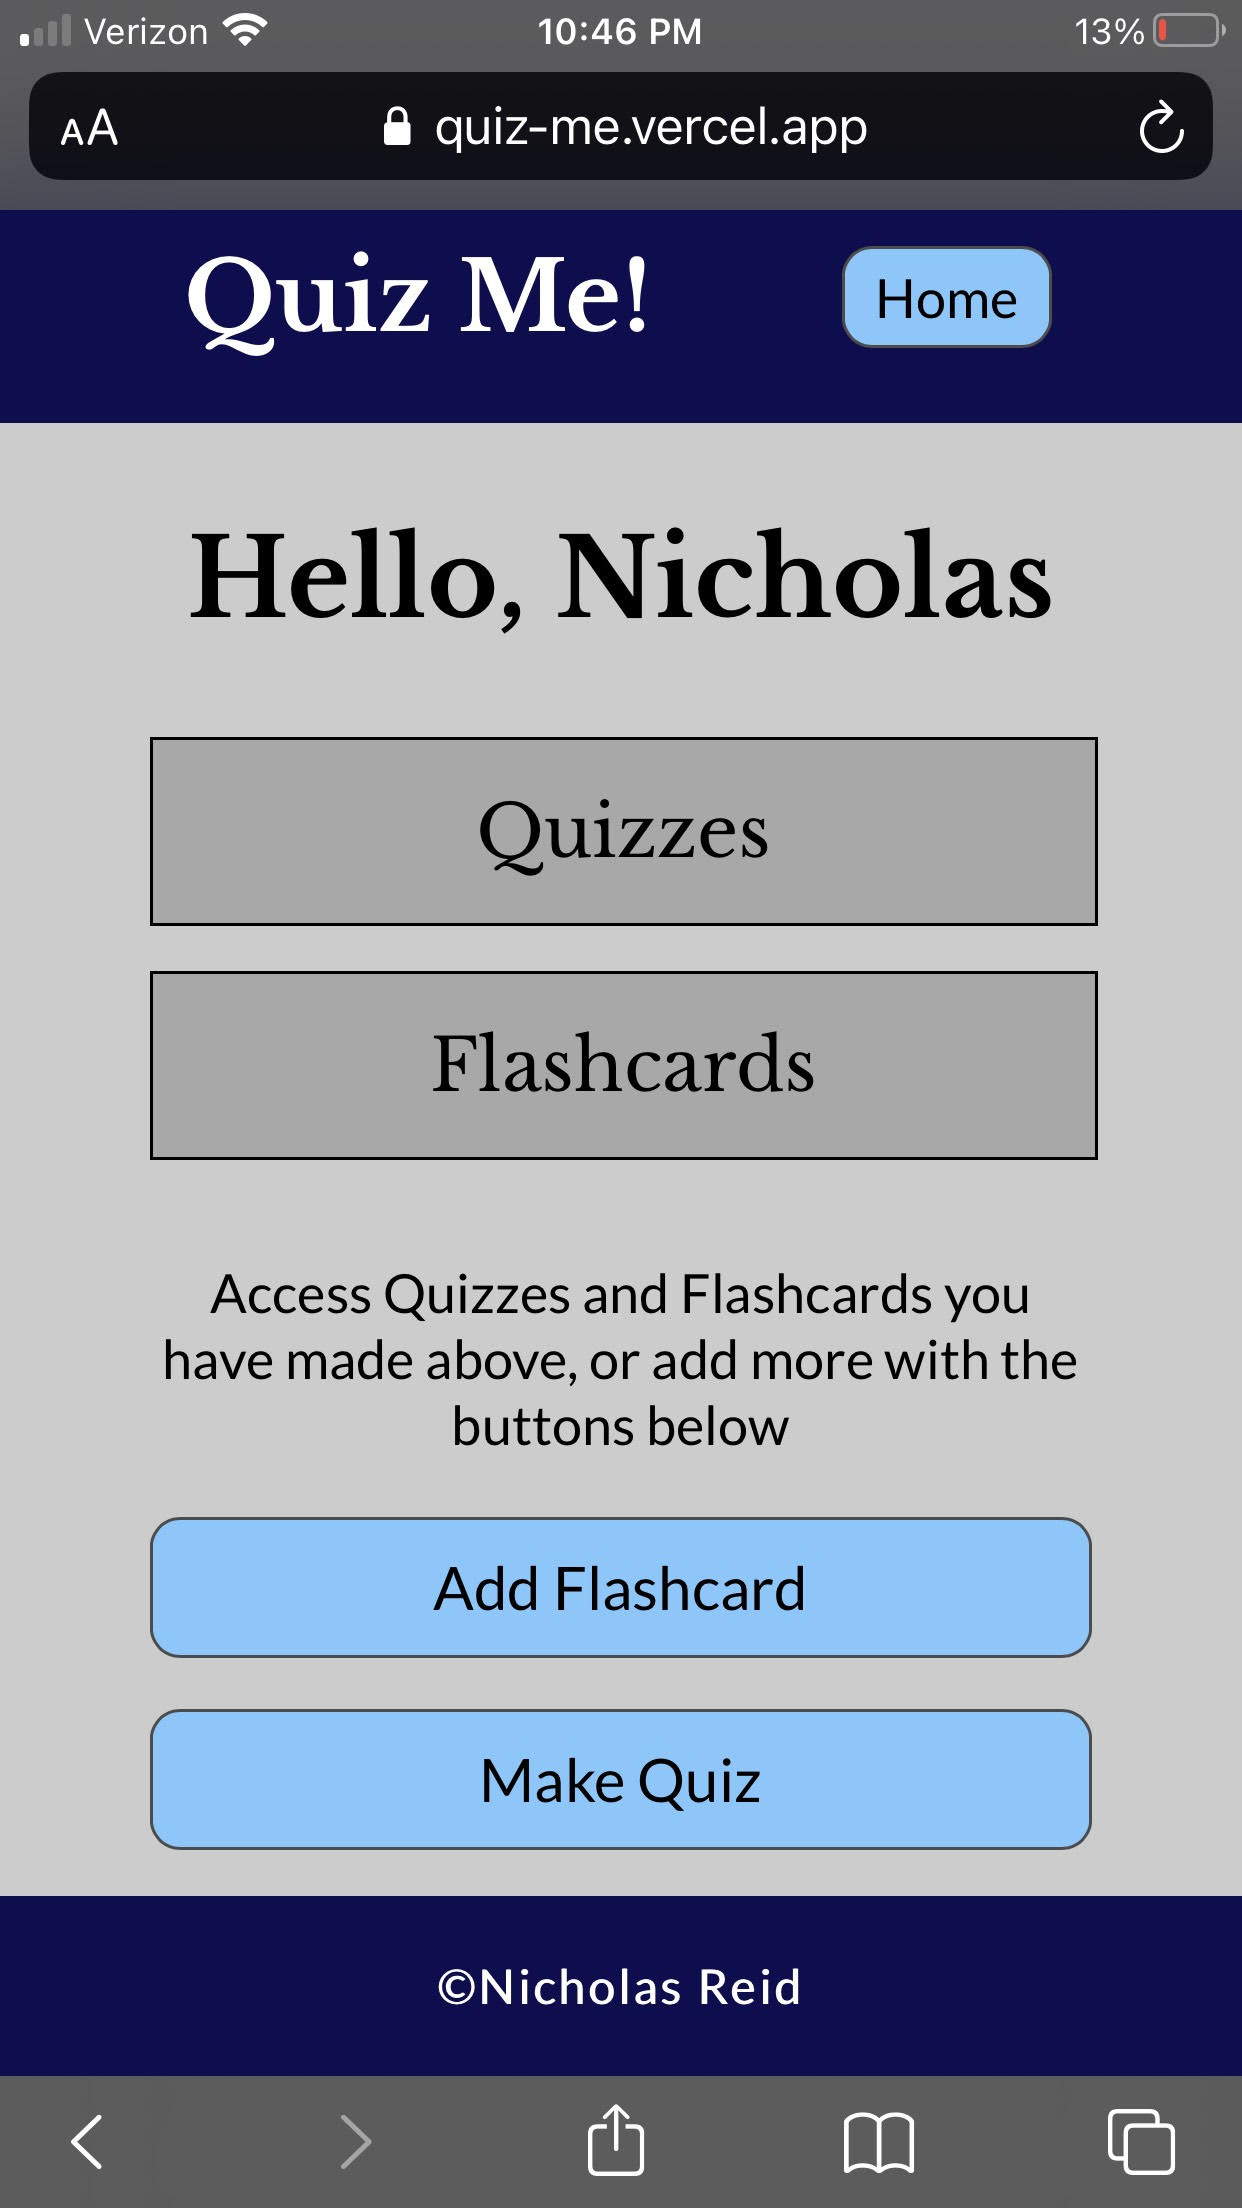 Verizon 10:46 PM 13%
AA quiz-me.vercel.app
Quiz Me! Home
Hello, Nicholas
Quizzes
Flashcards
Access Quizzes and Flashcards you
have made above, or add more with the
buttons below
Add Flashcard
Make Quiz
©Nicholas Reid